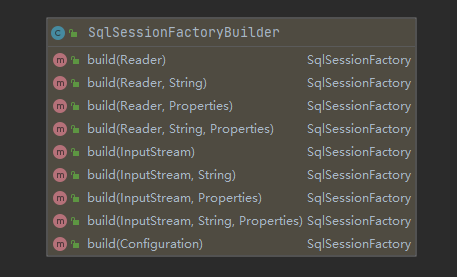 SqlSessionFactoryBuilder
build(Reader) SqlSessionFactory
build(Reader, String) SqlSessionFactory
build(Reader, Properties) SqlSessionFactory
build(Reader, String, Properties) SqlSessionFactory
build(InputStream) SqlSessionFactory
build(InputStream, String) SqlSessionFactory
build(InputStream, Properties) SqlSessionFactory
build(InputStream, String, Properties) SqlSessionFactory
build(Configuration) SqlSessionFactory